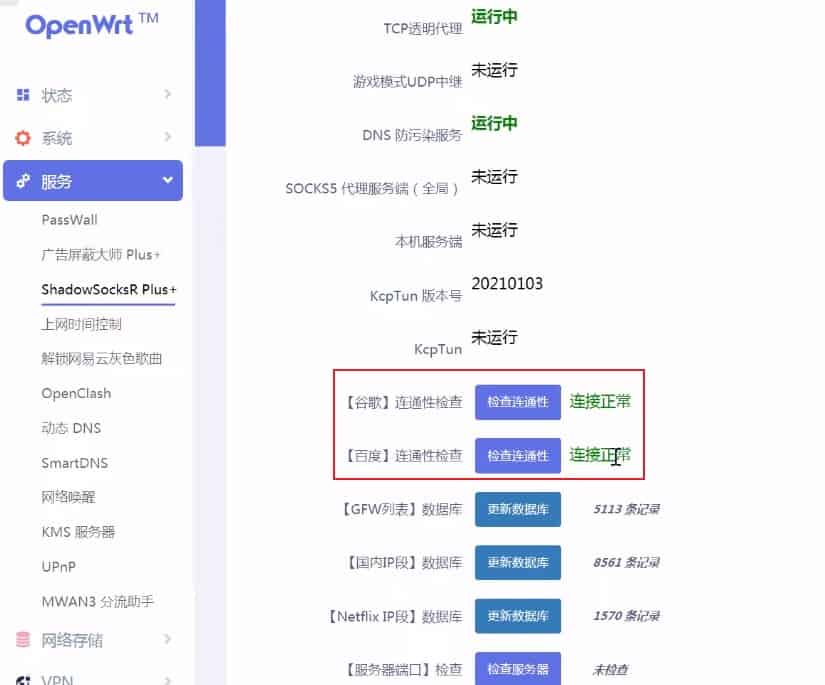 OpenWrt™
状态
系统
服务
PassWall
广告屏蔽大师 Plus+
ShadowSocksR Plus+
上网时间控制
解锁网易云灰色歌曲
OpenClash
动态 DNS
SmartDNS
网络唤醒
KMS 服务器
UPnP
MWAN3 分流助手
网络存储
VPN
TCP透明代理 运行中
游戏模式UDP中继 未运行
DNS 防污染服务 运行中
SOCKS5 代理服务端（全局） 未运行
本机服务端 未运行
KcpTun 版本号 20210103
KcpTun 未运行
【谷歌】连通性检查 检查连通性 连接正常
【百度】连通性检查 检查连通性 连接正常
【GFW列表】数据库 更新数据库 5113 条记录
【国内IP段】数据库 更新数据库 8561 条记录
【Netflix IP段】数据库 更新数据库 1570 条记录
【服务器端口】检查 检查服务器 未检查